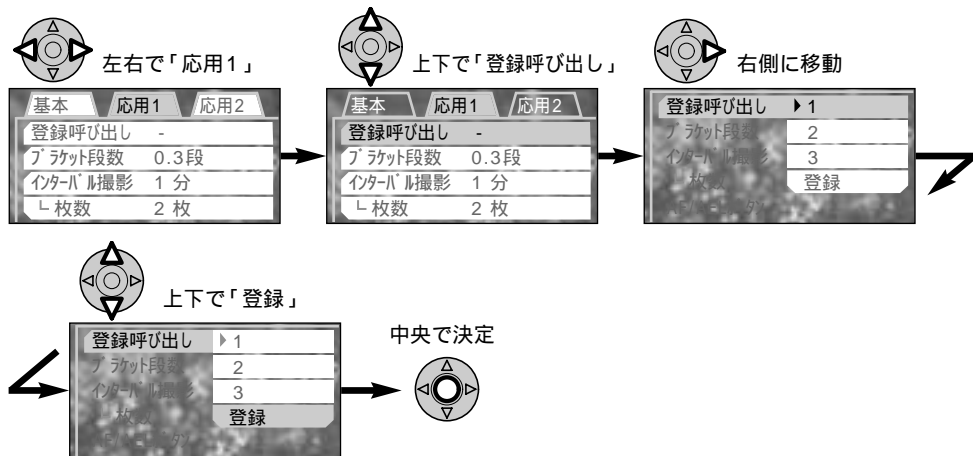 左右で「応用1」
基本 応用1 応用2
登録呼び出し -
ブラケット段数 0.3段
インターバル撮影 1 分
└ 枚数 2 枚
上下で「登録呼び出し」
基本 応用1 応用2
登録呼び出し -
ブラケット段数 0.3段
インターバル撮影 1 分
└ 枚数 2 枚
右側に移動
登録呼び出し 1
ブラケット段数 2
インターバル撮影 3
└ 枚数 登録
上下で「登録」
登録呼び出し 1
ブラケット段数 2
インターバル撮影 3
└ 枚数 登録
中央で決定